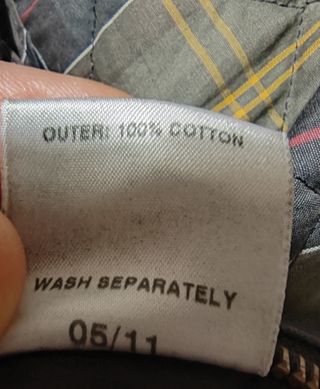 OUTER: 100% COTTON
WASH SEPARATELY
05/11